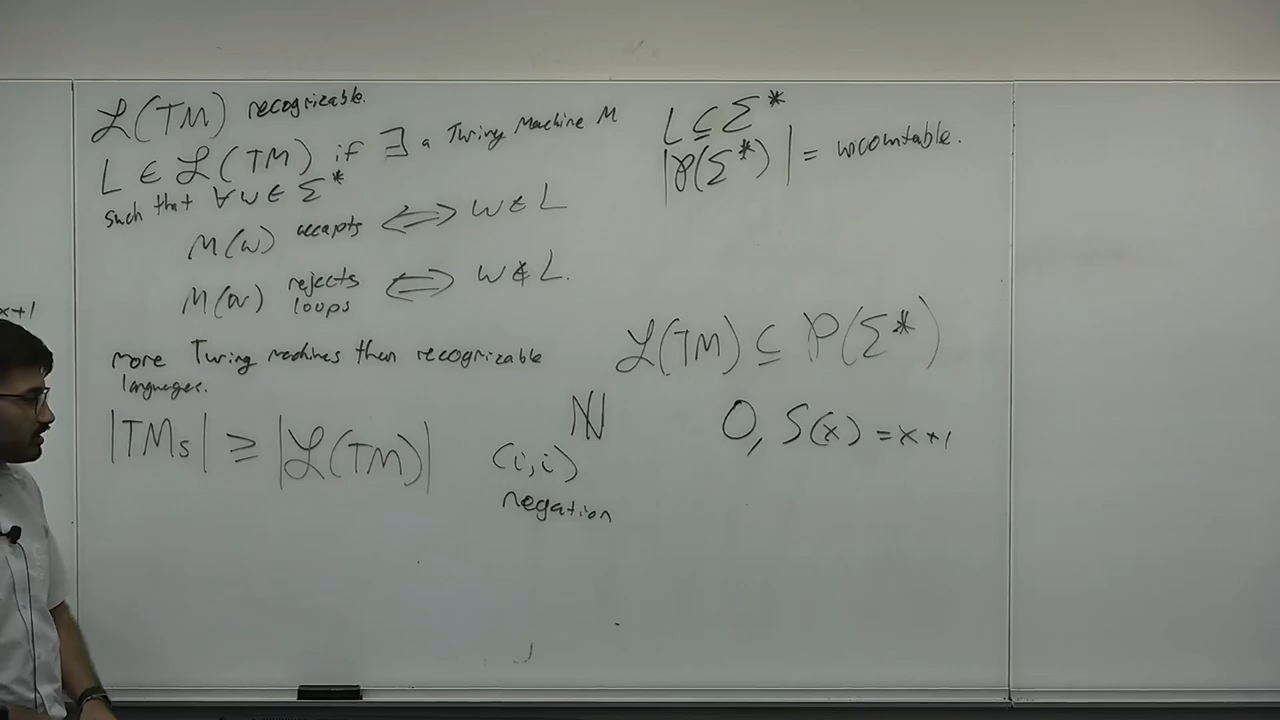 ℒ(TM) recognizable.
L ∈ ℒ(TM) if ∃ a Turing Machine M
such that ∀w ∈ Σ*
M(w) accepts ⟺ w ∈ L
M(w) rejects loops ⟺ w ∉ L.
more Turing machines then recognizable
languages.
|TMs| ≥ |ℒ(TM)|
ℕ
(i,i)
negation
L ⊆ Σ*
|P(Σ*)| = uncountable.
ℒ(TM) ⊆ P(Σ*)
0, S(x) = x+1
x+1